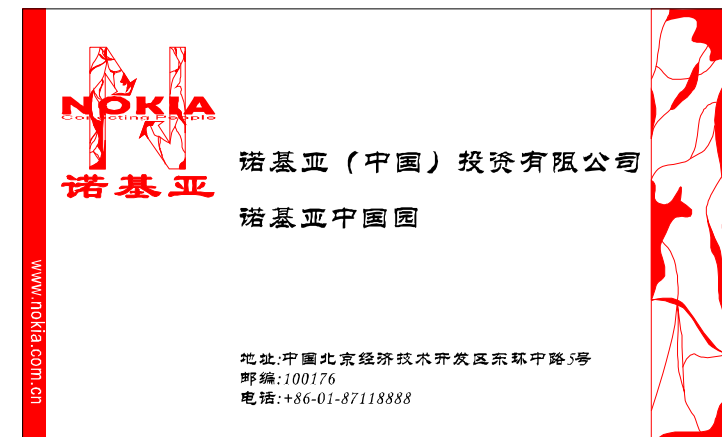 NOKIA
Connecting People
诺基亚
诺基亚（中国）投资有限公司
诺基亚中国园
www.nokia.com.cn
地址:中国北京经济技术开发区东环中路5号
邮编:100176
电话:+86-01-87118888